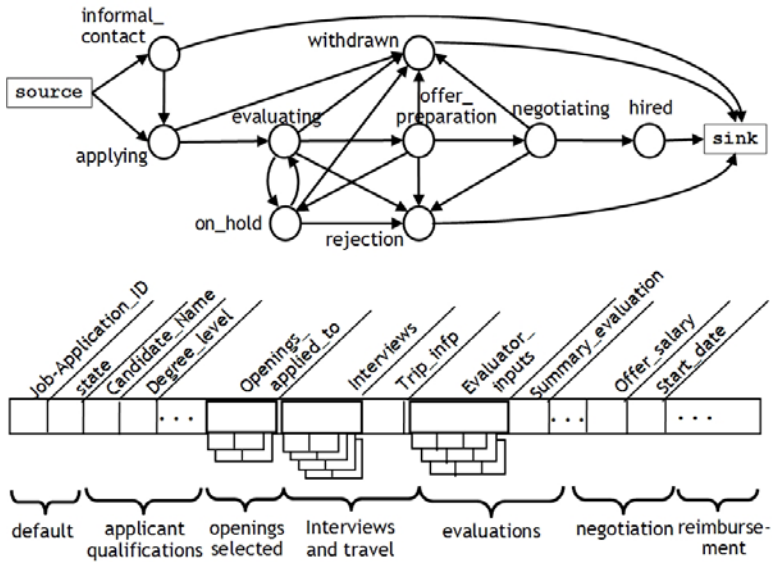 informal_
contact
withdrawn
source
offer_
evaluating
preparation
negotiating
hired
sink
applying
on_hold
rejection
Job-Application_ID
state
Candidate_Name
Degree_level
Openings_
applied_to
Interviews
Trip_infp
Evaluator_
inputs
Summary_evaluation
Offer_salary
Start_date
. . .
. . .
. . .
default
applicant
qualifications
openings
selected
Interviews
and travel
evaluations
negotiation
reimburse-
ment